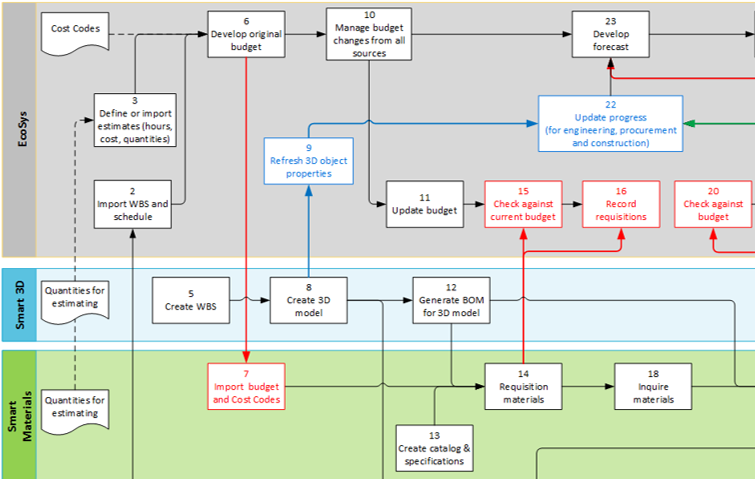 EcoSys
Cost Codes
6
Develop original
budget
10
Manage budget
changes from all
sources
23
Develop
forecast
3
Define or import
estimates (hours,
cost, quantities)
22
Update progress
(for engineering, procurement
and construction)
9
Refresh 3D object
properties
2
Import WBS and
schedule
11
Update budget
15
Check against
current budget
16
Record
requisitions
20
Check against
budget
Smart 3D
Quantities for
estimating
5
Create WBS
8
Create 3D
model
12
Generate BOM
for 3D model
Smart
Materials
Quantities for
estimating
7
Import budget
and Cost Codes
14
Requisition
materials
18
Inquire
materials
13
Create catalog &
specifications